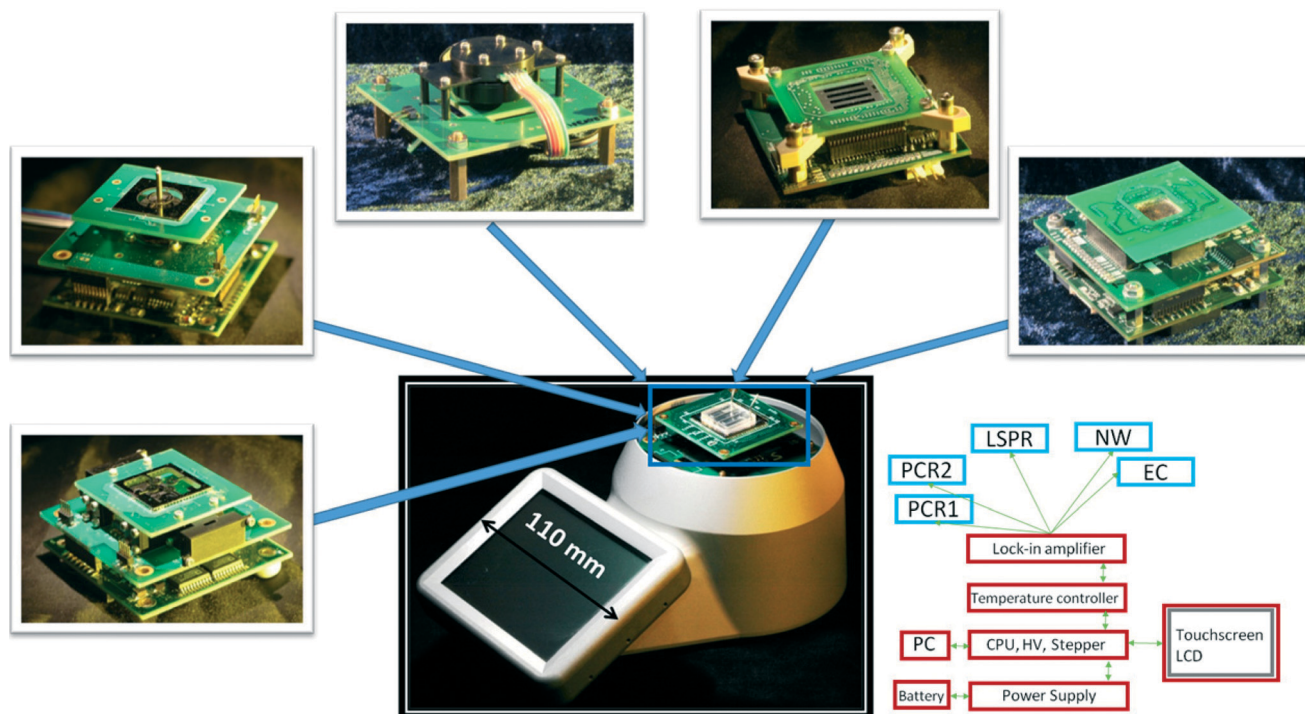 LSPR
NW
PCR2
EC
PCR1
Lock-in amplifier
Temperature controller
PC
CPU, HV, Stepper
Touchscreen
LCD
Battery
Power Supply
110 mm